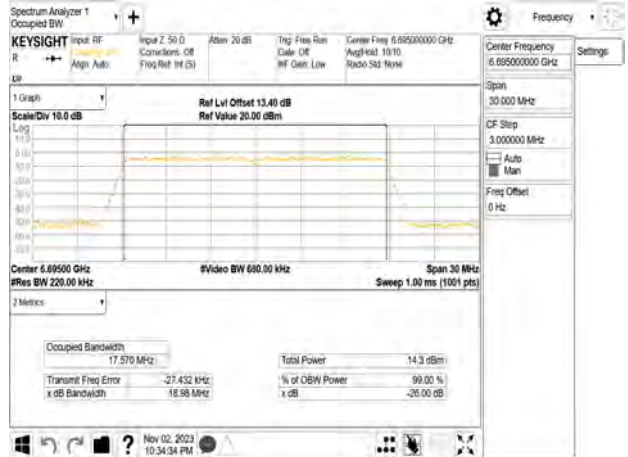 Spectrum Analyzer 1
Occupied BW
Frequency
KEYSIGHT
Input: RF
Input Z: 50 Ω
Atten: 20 dB
Trig: Free Run
Center Freq: 6.695000000 GHz
R
Corrections: Off
Gate: Off
Avg|Hold: 10/10
Align: Auto
Freq Ref: Int (S)
#IF Gain: Low
Radio Std: None
Center Frequency
6.695000000 GHz
Settings
Span
30.000 MHz
CF Step
3.000000 MHz
Auto
Man
Freq Offset
0 Hz
1 Graph
Ref Lvl Offset 13.40 dB
Scale/Div 10.0 dB
Ref Value 20.00 dBm
Log
10.0
0.00
Center 6.69500 GHz
#Video BW 680.00 kHz
Span 30 MHz
#Res BW 220.00 kHz
Sweep 1.00 ms (1001 pts)
2 Metrics
Occupied Bandwidth
17.570 MHz
Total Power
14.3 dBm
Transmit Freq Error
-27.432 kHz
% of OBW Power
99.00 %
x dB Bandwidth
18.98 MHz
x dB
-26.00 dB
Nov 02, 2023
10:34:34 PM